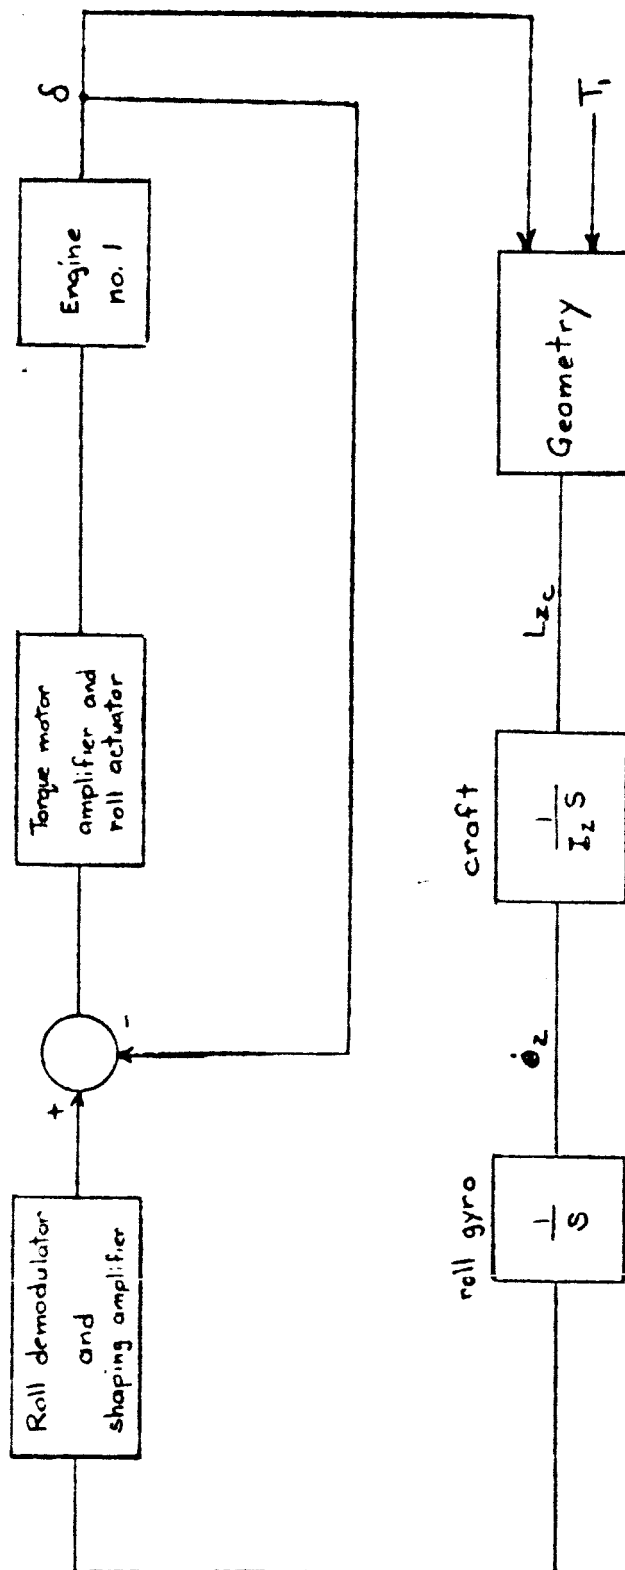 Roll demodulator
and
shaping amplifier
+
-
Torque motor
amplifier and
roll actuator
Engine
no. 1
δ
roll gyro
1
S
θ̇z
craft
1
IzS
Lzc
Geometry
T1